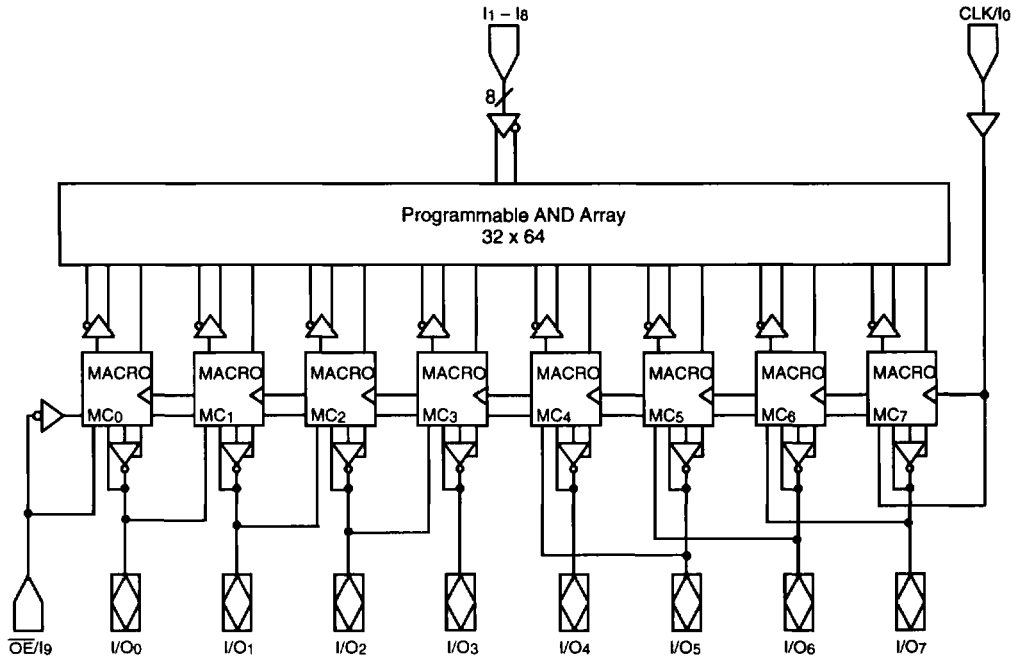 I1 – I8
CLK/I0
8
Programmable AND Array
32 x 64
MACRO MACRO MACRO MACRO MACRO MACRO MACRO MACRO
MC0 MC1 MC2 MC3 MC4 MC5 MC6 MC7
OE/I9 I/O0 I/O1 I/O2 I/O3 I/O4 I/O5 I/O6 I/O7